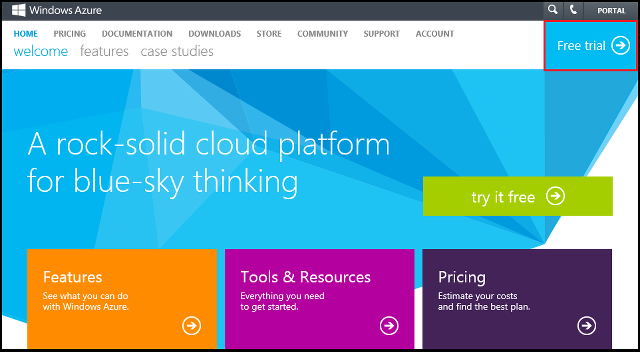 Windows Azure
PORTAL
HOME PRICING DOCUMENTATION DOWNLOADS STORE COMMUNITY SUPPORT ACCOUNT
welcome features case studies
Free trial
A rock-solid cloud platform
for blue-sky thinking
try it free
Features
See what you can do
with Windows Azure.
Tools & Resources
Everything you need
to get started.
Pricing
Estimate your costs
and find the best plan.